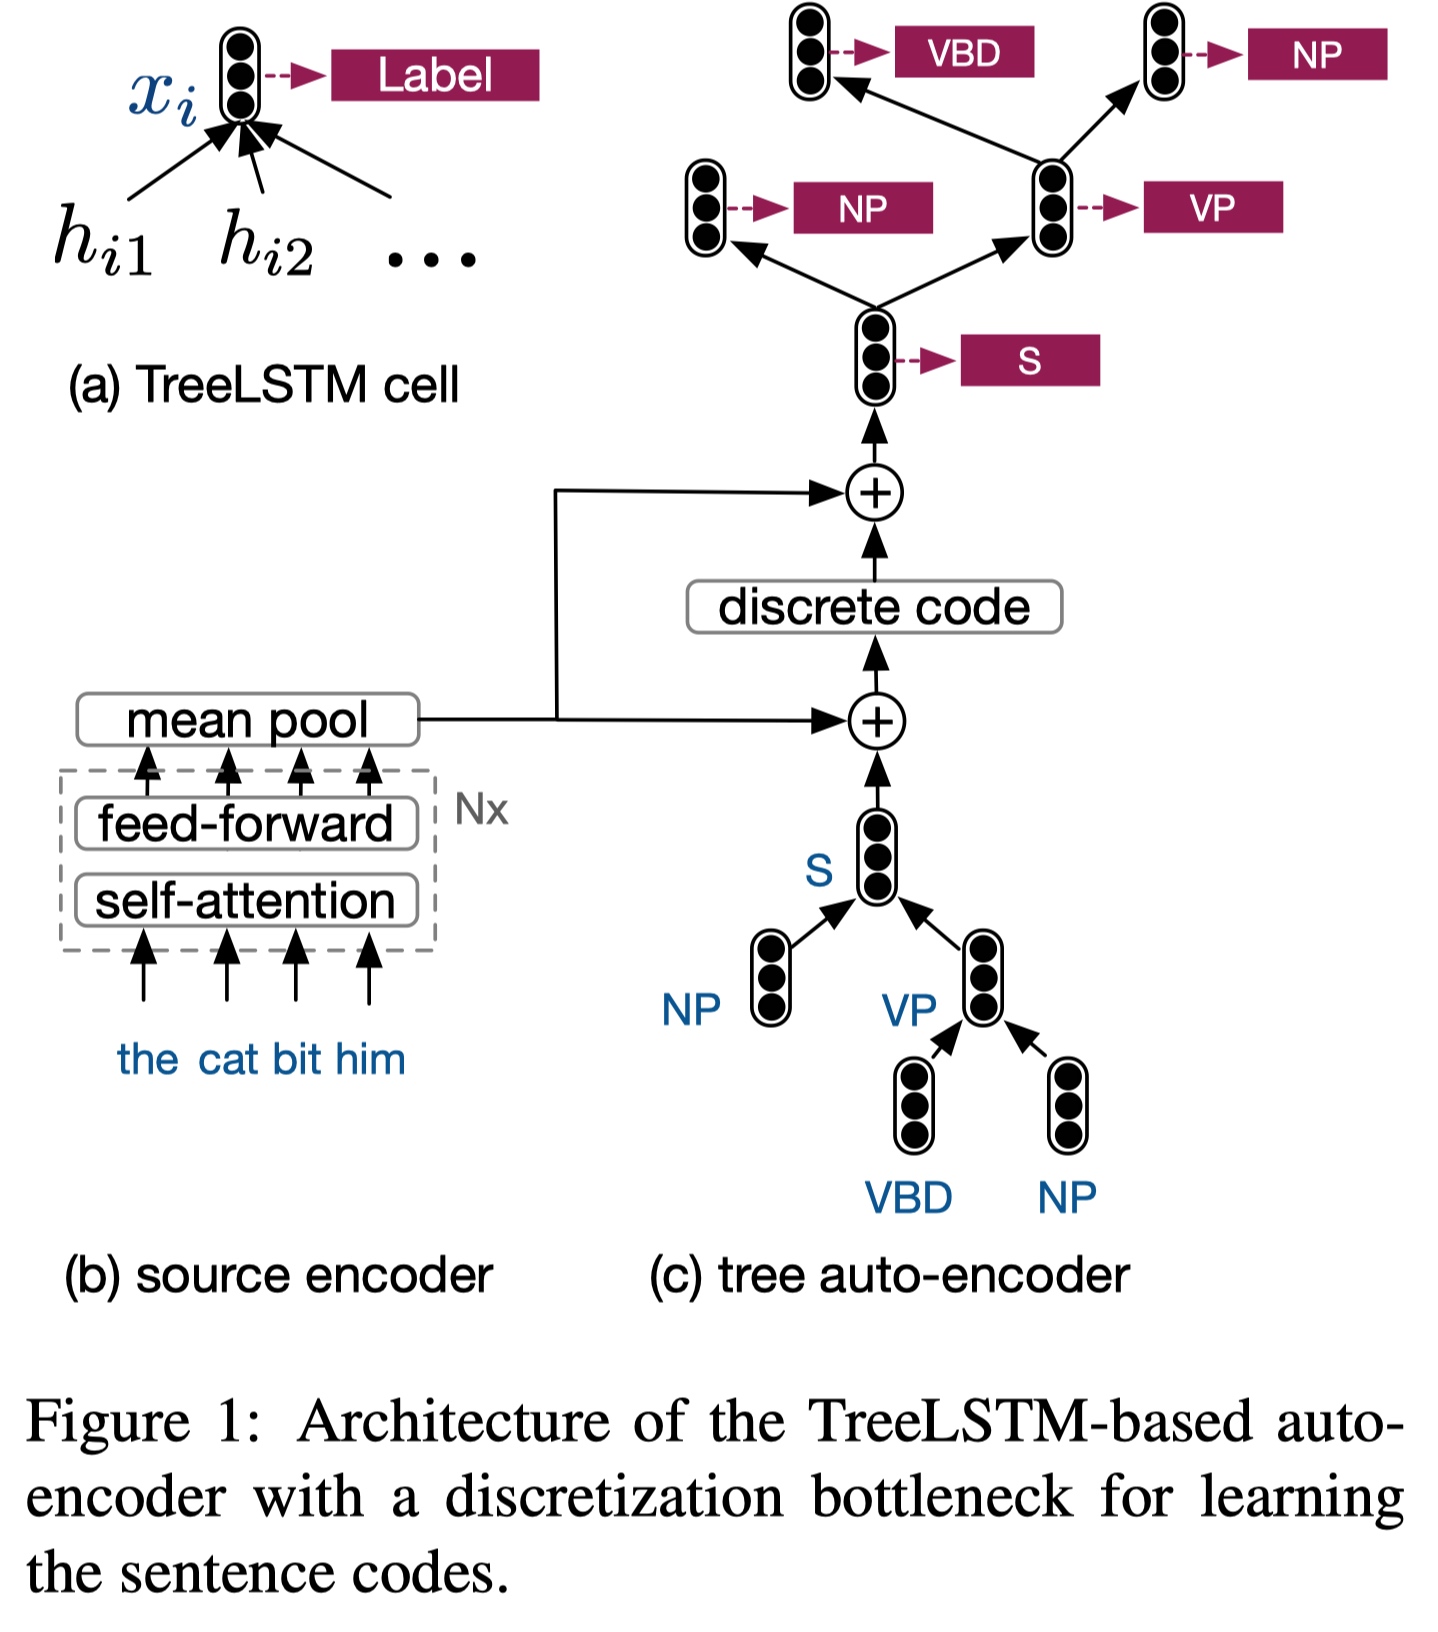 x_i
Label
h_{i1} h_{i2} ...
(a) TreeLSTM cell
VBD
NP
NP
VP
S
+
discrete code
+
mean pool
feed-forward
Nx
self-attention
the cat bit him
(b) source encoder
S
NP
VP
VBD
NP
(c) tree auto-encoder
Figure 1: Architecture of the TreeLSTM-based auto-
encoder with a discretization bottleneck for learning
the sentence codes.